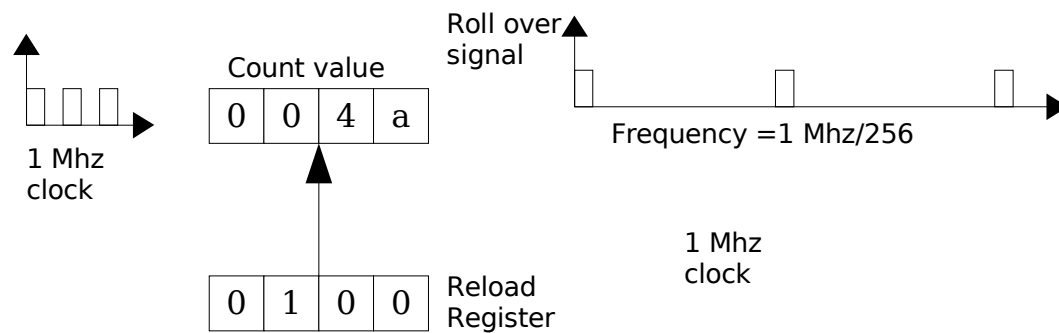 Roll over
signal
Count value
0 0 4 a
1 Mhz
clock
Frequency =1 Mhz/256
1 Mhz
clock
0 1 0 0
Reload
Register